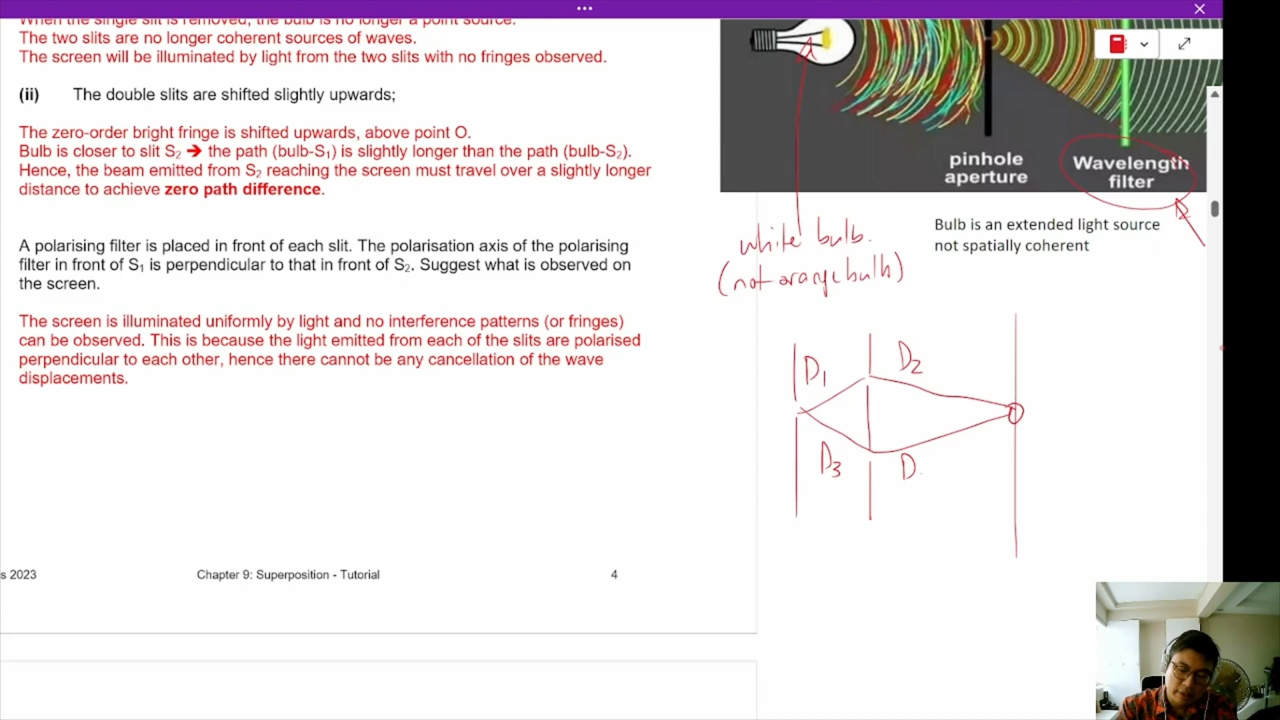 When the single slit is removed, the bulb is no longer a point source.
The two slits are no longer coherent sources of waves.
The screen will be illuminated by light from the two slits with no fringes observed.
(ii) The double slits are shifted slightly upwards;
The zero-order bright fringe is shifted upwards, above point O.
Bulb is closer to slit S₂ ➔ the path (bulb-S₁) is slightly longer than the path (bulb-S₂).
Hence, the beam emitted from S₂ reaching the screen must travel over a slightly longer
distance to achieve zero path difference.
A polarising filter is placed in front of each slit. The polarisation axis of the polarising
filter in front of S₁ is perpendicular to that in front of S₂. Suggest what is observed on
the screen.
The screen is illuminated uniformly by light and no interference patterns (or fringes)
can be observed. This is because the light emitted from each of the slits are polarised
perpendicular to each other, hence there cannot be any cancellation of the wave
displacements.
s 2023 Chapter 9: Superposition - Tutorial 4
pinhole
aperture
Wavelength
filter
Bulb is an extended light source
not spatially coherent
white bulb.
(not orange bulb)
D₁ D₂
D₃ D